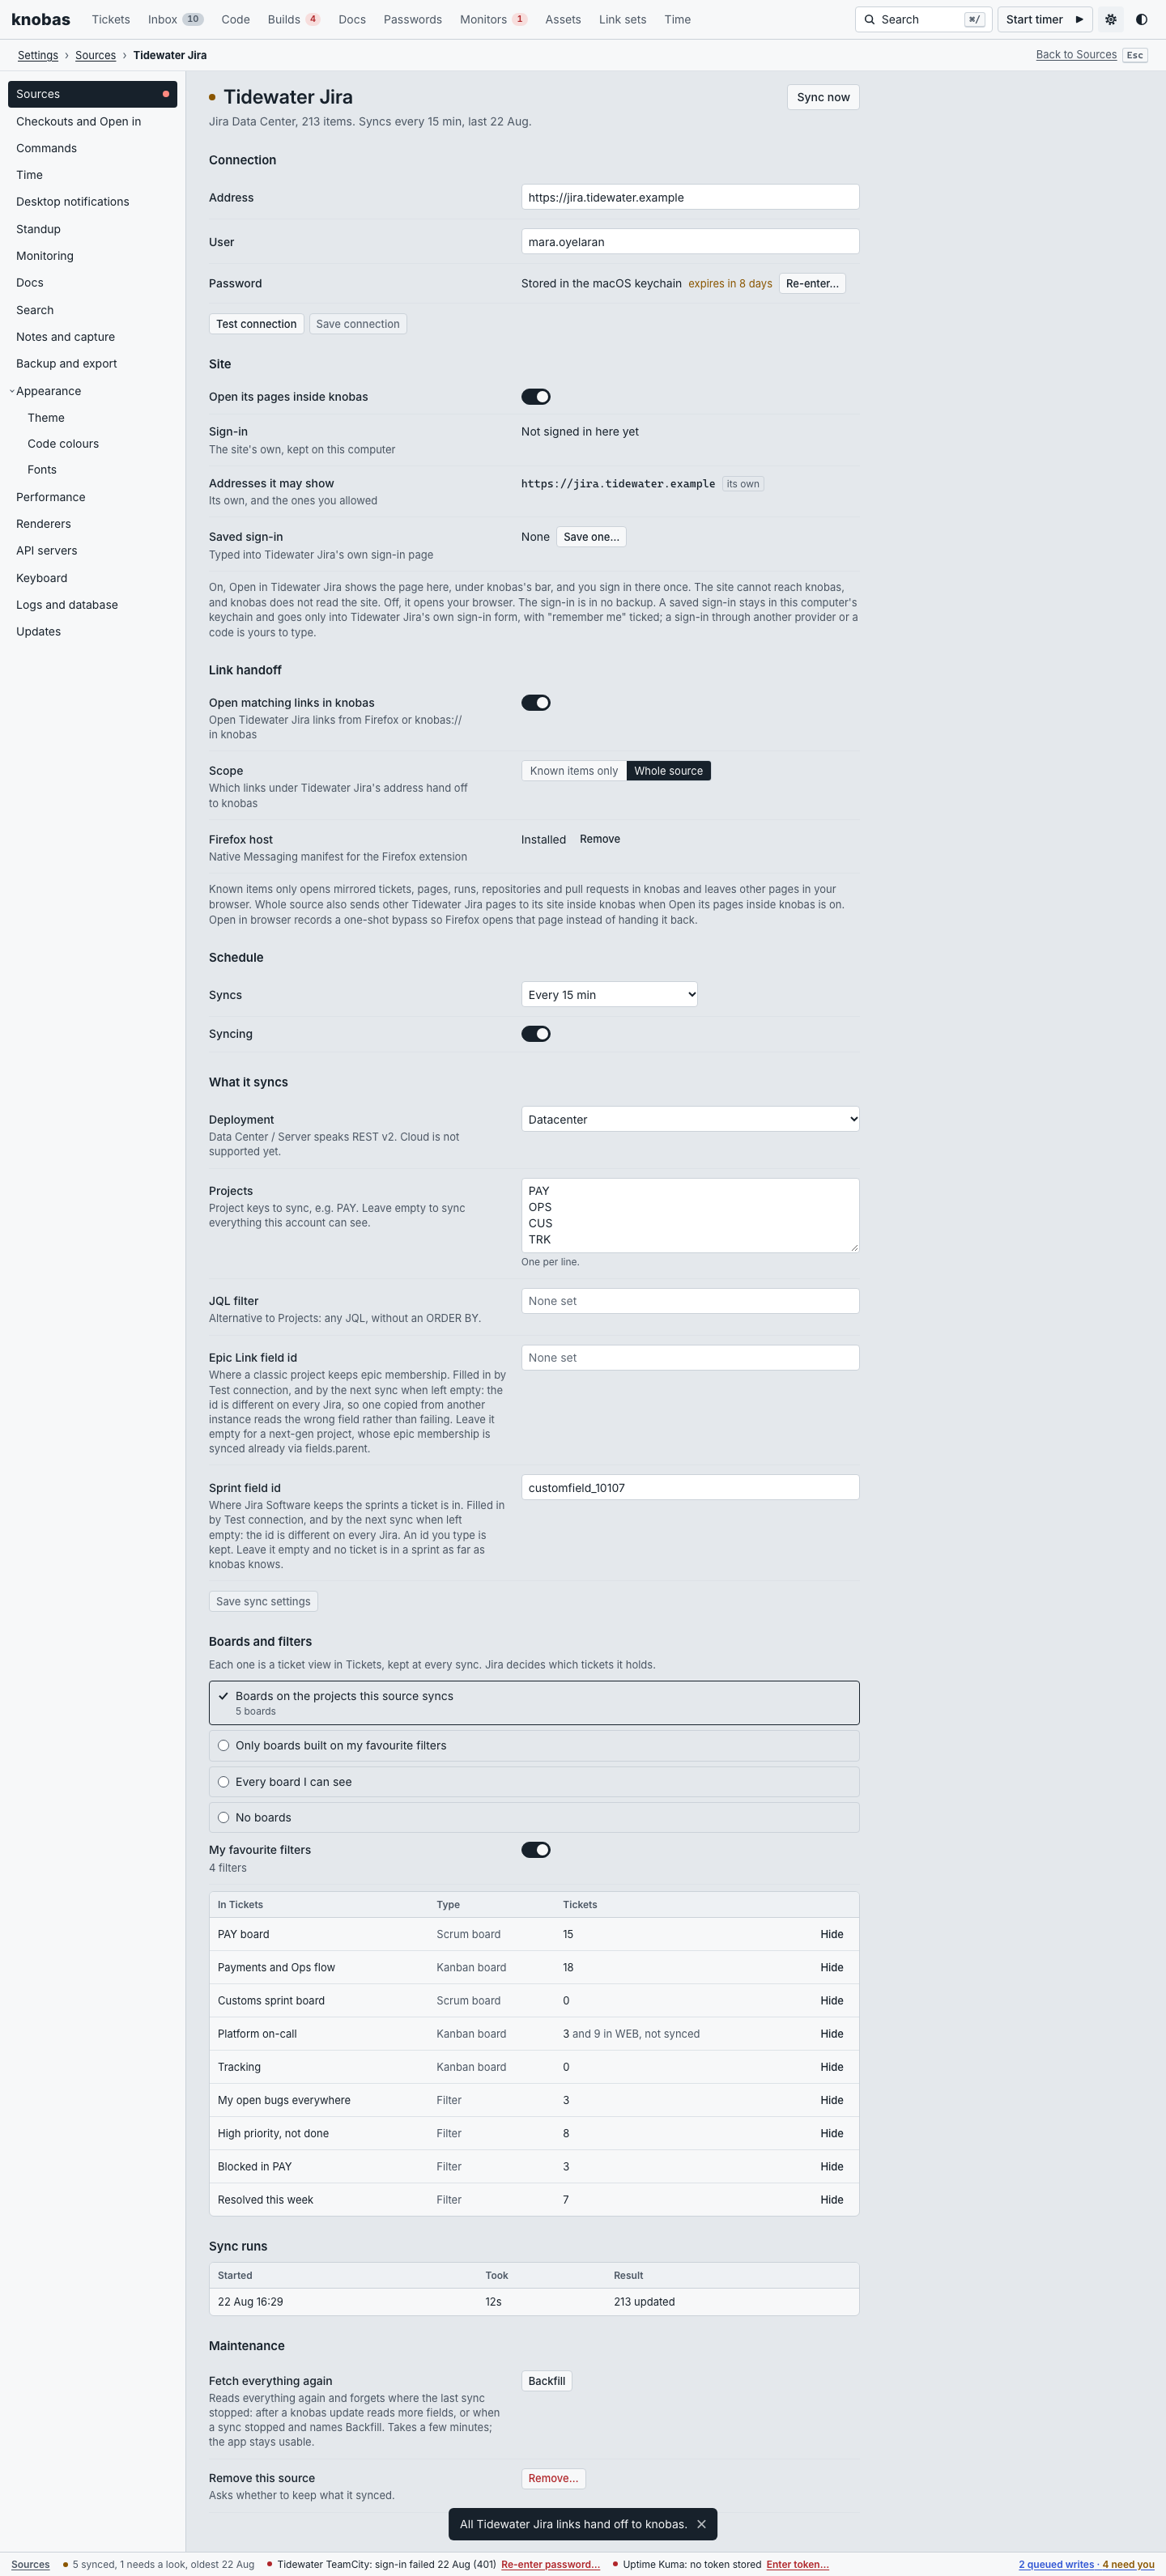 knobas Tickets Inbox 10 Code Builds 4 Docs Passwords Monitors 1 Assets Link sets Time Search ⌘/ Start timer
Settings › Sources › Tidewater Jira Back to Sources Esc
Sources
Checkouts and Open in
Commands
Time
Desktop notifications
Standup
Monitoring
Docs
Search
Notes and capture
Backup and export
Appearance
Theme
Code colours
Fonts
Performance
Renderers
API servers
Keyboard
Logs and database
Updates
Tidewater Jira Sync now
Jira Data Center, 213 items. Syncs every 15 min, last 22 Aug.
Connection
Address https://jira.tidewater.example
User mara.oyelaran
Password Stored in the macOS keychain expires in 8 days Re-enter...
Test connection Save connection
Site
Open its pages inside knobas
Sign-in Not signed in here yet
The site's own, kept on this computer
Addresses it may show https://jira.tidewater.example its own
Its own, and the ones you allowed
Saved sign-in None Save one...
Typed into Tidewater Jira's own sign-in page
On, Open in Tidewater Jira shows the page here, under knobas's bar, and you sign in there once. The site cannot reach knobas,
and knobas does not read the site. Off, it opens your browser. The sign-in is in no backup. A saved sign-in stays in this computer's
keychain and goes only into Tidewater Jira's own sign-in form, with "remember me" ticked; a sign-in through another provider or a
code is yours to type.
Link handoff
Open matching links in knobas
Open Tidewater Jira links from Firefox or knobas://
in knobas
Scope Known items only Whole source
Which links under Tidewater Jira's address hand off
to knobas
Firefox host Installed Remove
Native Messaging manifest for the Firefox extension
Known items only opens mirrored tickets, pages, runs, repositories and pull requests in knobas and leaves other pages in your
browser. Whole source also sends other Tidewater Jira pages to its site inside knobas when Open its pages inside knobas is on.
Open in browser records a one-shot bypass so Firefox opens that page instead of handing it back.
Schedule
Syncs Every 15 min
Syncing
What it syncs
Deployment Datacenter
Data Center / Server speaks REST v2. Cloud is not
supported yet.
Projects
Project keys to sync, e.g. PAY. Leave empty to sync
everything this account can see.
PAY
OPS
CUS
TRK
One per line.
JQL filter None set
Alternative to Projects: any JQL, without an ORDER BY.
Epic Link field id None set
Where a classic project keeps epic membership. Filled in by
Test connection, and by the next sync when left empty: the
id is different on every Jira, so one copied from another
instance reads the wrong field rather than failing. Leave it
empty for a next-gen project, whose epic membership is
synced already via fields.parent.
Sprint field id customfield_10107
Where Jira Software keeps the sprints a ticket is in. Filled in
by Test connection, and by the next sync when left
empty: the id is different on every Jira. An id you type is
kept. Leave it empty and no ticket is in a sprint as far as
knobas knows.
Save sync settings
Boards and filters
Each one is a ticket view in Tickets, kept at every sync. Jira decides which tickets it holds.
Boards on the projects this source syncs
5 boards
Only boards built on my favourite filters
Every board I can see
No boards
My favourite filters
4 filters
In Tickets Type Tickets
PAY board Scrum board 15 Hide
Payments and Ops flow Kanban board 18 Hide
Customs sprint board Scrum board 0 Hide
Platform on-call Kanban board 3 and 9 in WEB, not synced Hide
Tracking Kanban board 0 Hide
My open bugs everywhere Filter 3 Hide
High priority, not done Filter 8 Hide
Blocked in PAY Filter 3 Hide
Resolved this week Filter 7 Hide
Sync runs
Started Took Result
22 Aug 16:29 12s 213 updated
Maintenance
Fetch everything again Backfill
Reads everything again and forgets where the last sync
stopped: after a knobas update reads more fields, or when
a sync stopped and names Backfill. Takes a few minutes;
the app stays usable.
Remove this source Remove...
Asks whether to keep what it synced.
All Tidewater Jira links hand off to knobas.
Sources 5 synced, 1 needs a look, oldest 22 Aug Tidewater TeamCity: sign-in failed 22 Aug (401) Re-enter password... Uptime Kuma: no token stored Enter token... 2 queued writes · 4 need you